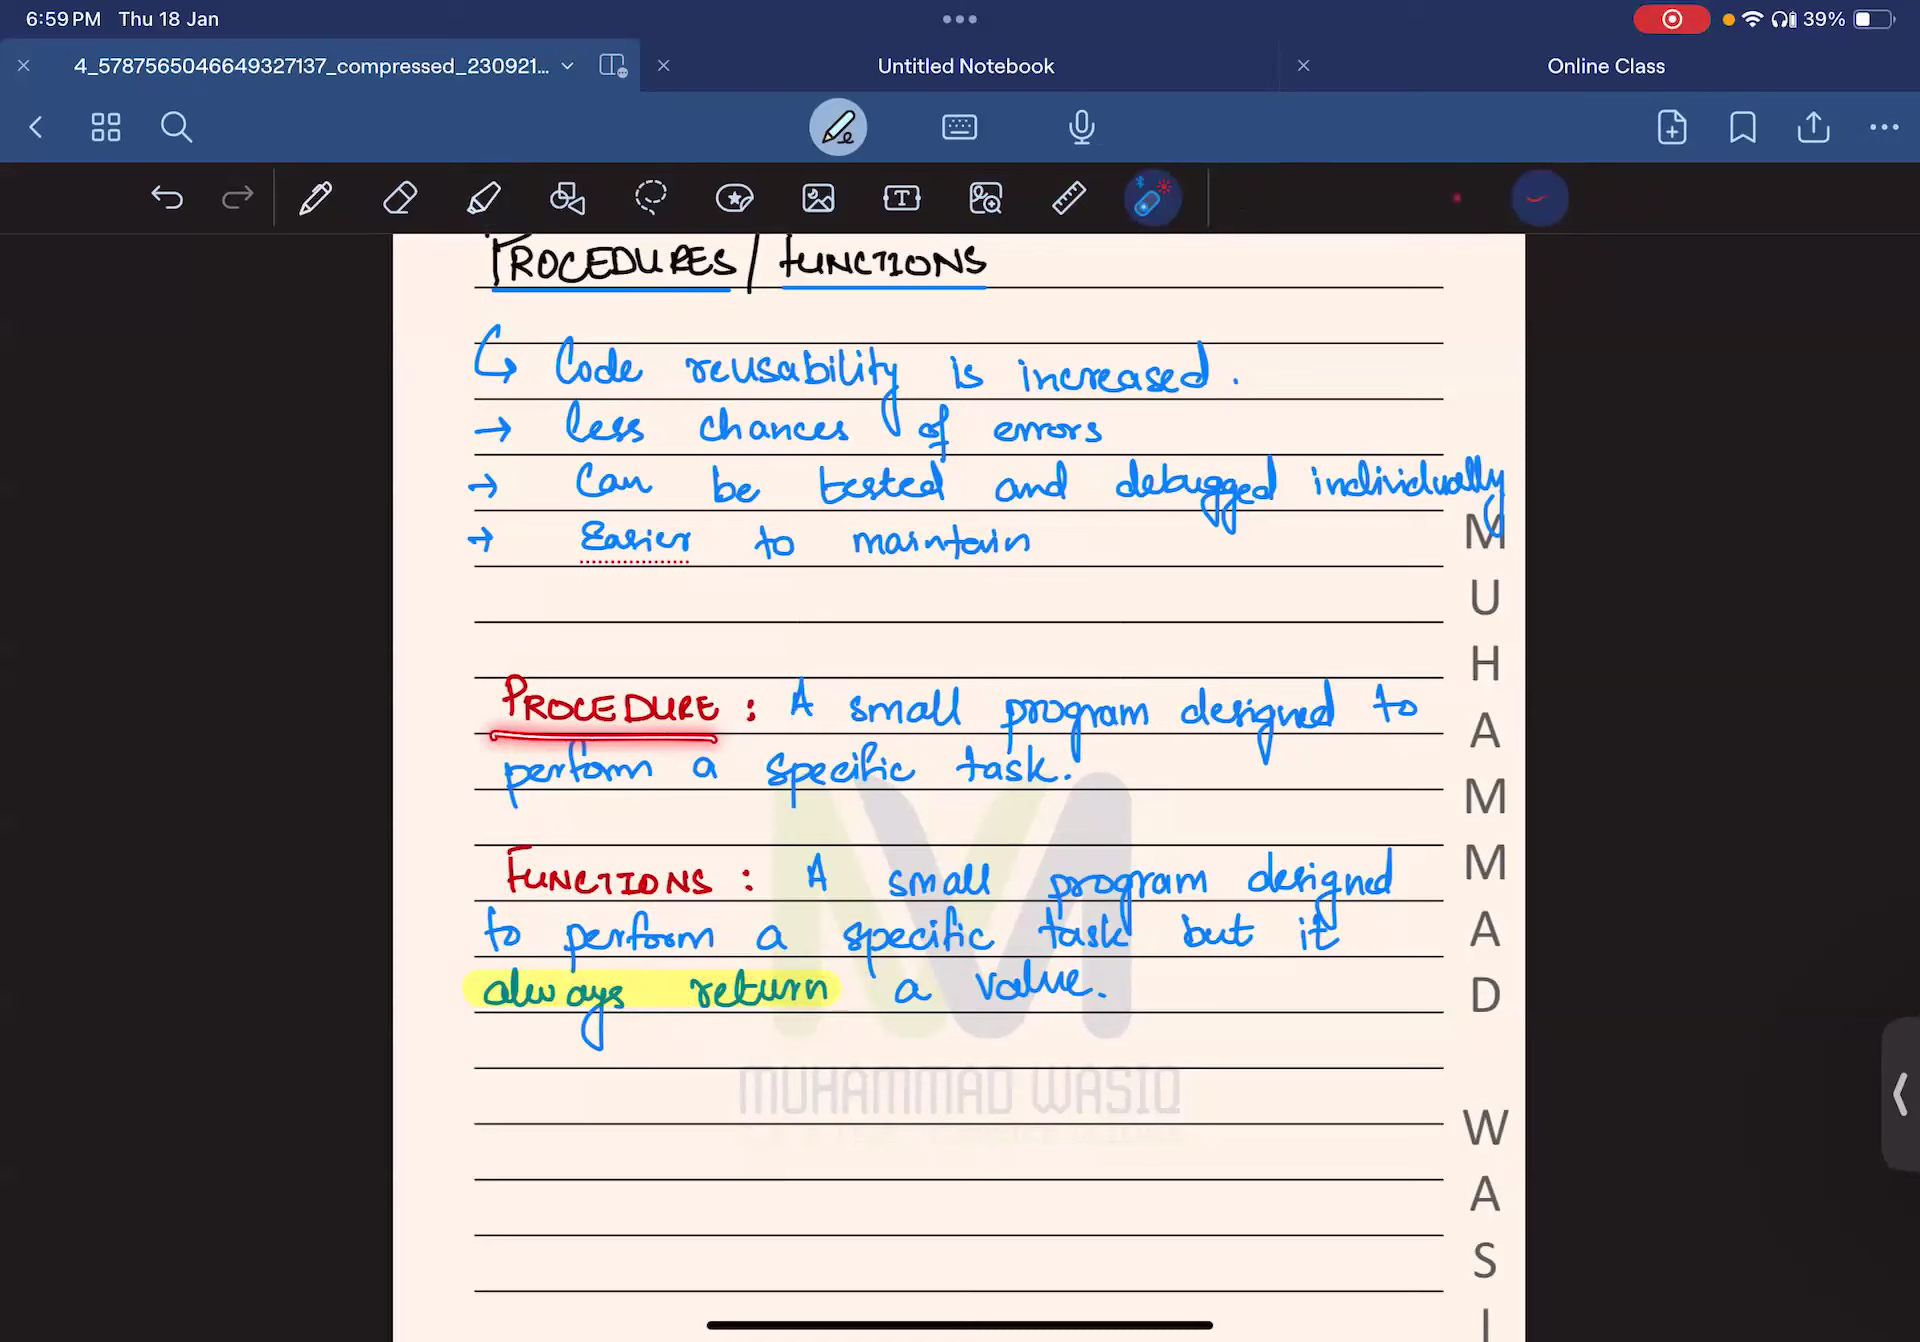 6:59 PM Thu 18 Jan
39%
4_5787565046649327137_compressed_230921...
Untitled Notebook
Online Class
PROCEDURES / FUNCTIONS
Code reusability is increased.
→ less chances of errors
→ Can be tested and debugged individually
→ Easier to maintain
PROCEDURE : A small program designed to
perform a specific task.
FUNCTIONS : A small program designed
to perform a specific task but it
always return a value.
MUHAMMAD WASIQ
MUHAMMAD WASI